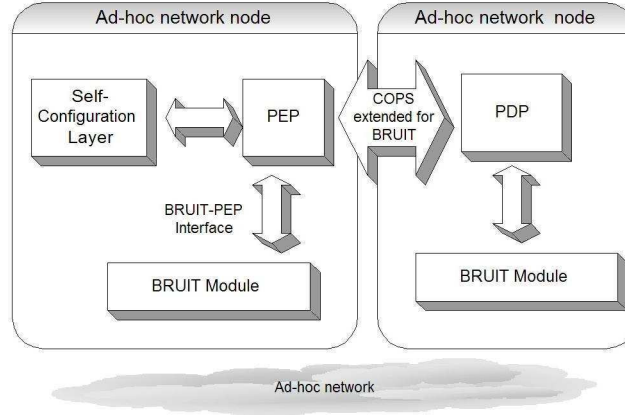 Ad-hoc network node
Ad-hoc network node
Self-
Configuration
Layer
PEP
COPS
extended for
BRUIT
PDP
BRUIT-PEP
Interface
BRUIT Module
BRUIT Module
Ad-hoc network